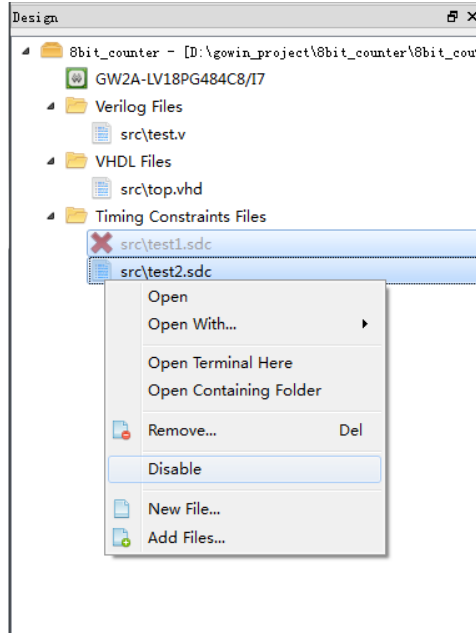 Design
8bit_counter - [D:\gowin_project\8bit_counter\8bit_cou
GW2A-LV18PG484C8/I7
Verilog Files
src\test.v
VHDL Files
src\top.vhd
Timing Constraints Files
src\test1.sdc
src\test2.sdc
Open
Open With...
Open Terminal Here
Open Containing Folder
Remove... Del
Disable
New File...
Add Files...